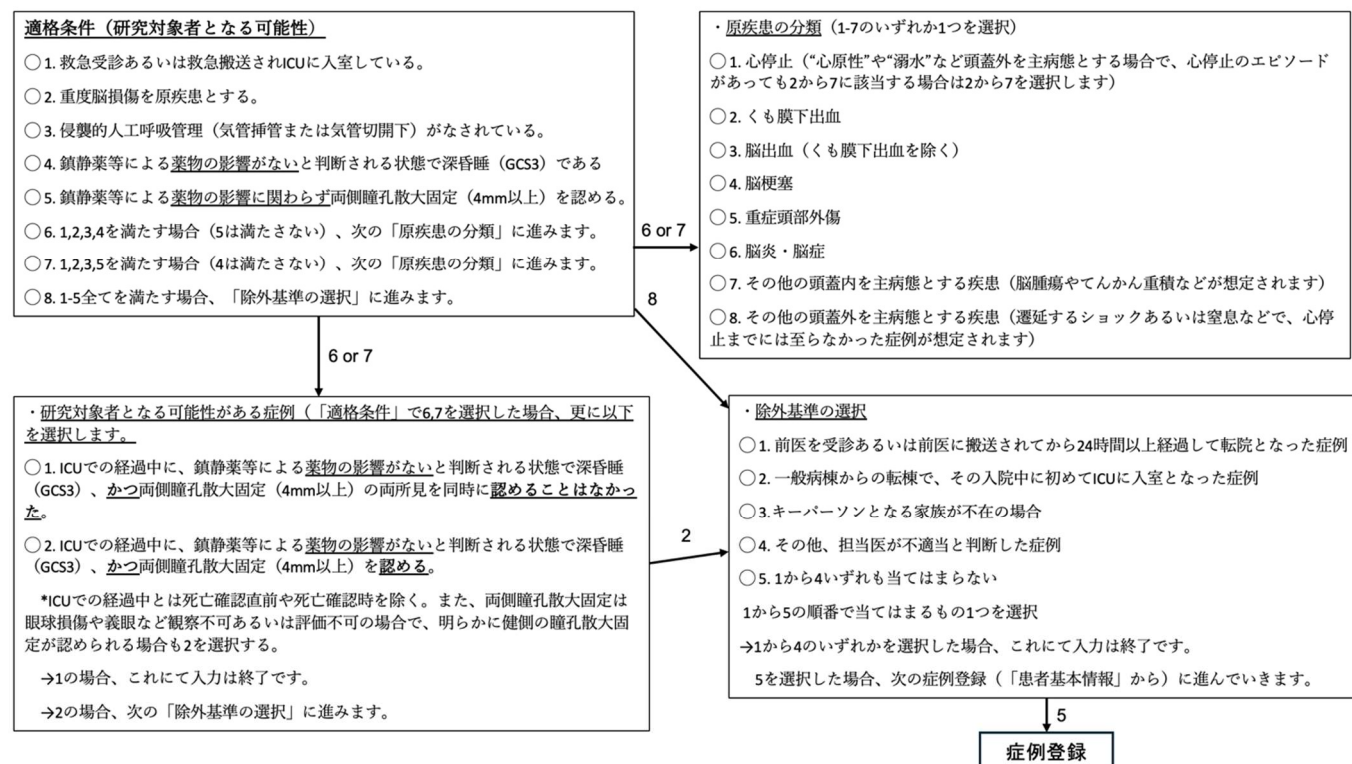 適格条件（研究対象者となる可能性）
○1. 救急受診あるいは救急搬送されICUに入室している。
○2. 重度脳損傷を原疾患とする。
○3. 侵襲的人工呼吸管理（気管挿管または気管切開下）がなされている。
○4. 鎮静薬等による薬物の影響がないと判断される状態で深昏睡（GCS3）である
○5. 鎮静薬等による薬物の影響に関わらず両側瞳孔散大固定（4mm以上）を認める。
○6. 1,2,3,4を満たす場合（5は満たさない）、次の「原疾患の分類」に進みます。
○7. 1,2,3,5を満たす場合（4は満たさない）、次の「原疾患の分類」に進みます。
○8. 1-5全てを満たす場合、「除外基準の選択」に進みます。
6 or 7
8
6 or 7
・原疾患の分類（1-7のいずれか1つを選択）
○1. 心停止（“心原性”や“溺水”など頭蓋外を主病態とする場合で、心停止のエピソード
があっても2から7に該当する場合は2から7を選択します）
○2. くも膜下出血
○3. 脳出血（くも膜下出血を除く）
○4. 脳梗塞
○5. 重症頭部外傷
○6. 脳炎・脳症
○7. その他の頭蓋内を主病態とする疾患（脳腫瘍やてんかん重積などが想定されます）
○8. その他の頭蓋外を主病態とする疾患（遷延するショックあるいは窒息などで、心停
止までには至らなかった症例が想定されます）
・研究対象者となる可能性がある症例（「適格条件」で6,7を選択した場合、更に以下
を選択します。
○1. ICUでの経過中に、鎮静薬等による薬物の影響がないと判断される状態で深昏睡
（GCS3）、かつ両側瞳孔散大固定（4mm以上）の両所見を同時に認めることはなかっ
た。
○2. ICUでの経過中に、鎮静薬等による薬物の影響がないと判断される状態で深昏睡
（GCS3）、かつ両側瞳孔散大固定（4mm以上）を認める。
*ICUでの経過中とは死亡確認直前や死亡確認時を除く。また、両側瞳孔散大固定は
眼球損傷や義眼など観察不可あるいは評価不可の場合で、明らかに健側の瞳孔散大固
定が認められる場合も2を選択する。
→1の場合、これにて入力は終了です。
→2の場合、次の「除外基準の選択」に進みます。
2
・除外基準の選択
○1. 前医を受診あるいは前医に搬送されてから24時間以上経過して転院となった症例
○2. 一般病棟からの転棟で、その入院中に初めてICUに入室となった症例
○3.キーパーソンとなる家族が不在の場合
○4. その他、担当医が不適当と判断した症例
○5. 1から4いずれも当てはまらない
1から5の順番で当てはまるもの1つを選択
→1から4のいずれかを選択した場合、これにて入力は終了です。
5を選択した場合、次の症例登録（「患者基本情報」から）に進んでいきます。
5
症例登録